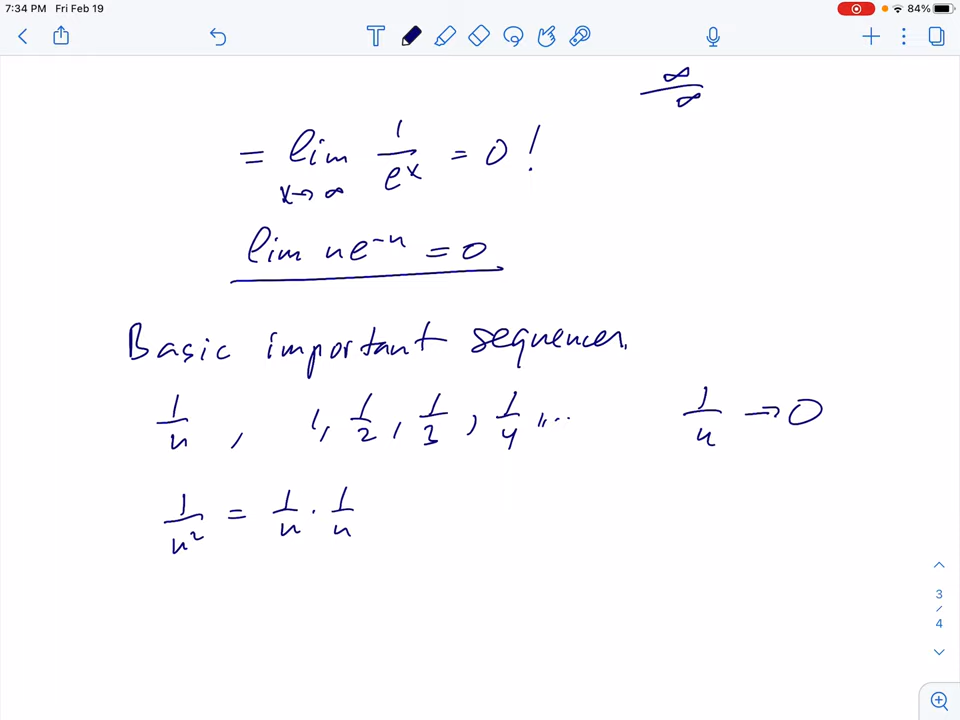 7:34 PM Fri Feb 19 84%
∞/∞
= lim x→∞ 1/e^x = 0 !
lim ne^-n = 0
Basic important sequences.
1/n , 1, 1/2, 1/3, 1/4, ... 1/n → 0
1/n² = 1/n · 1/n
3
/
4